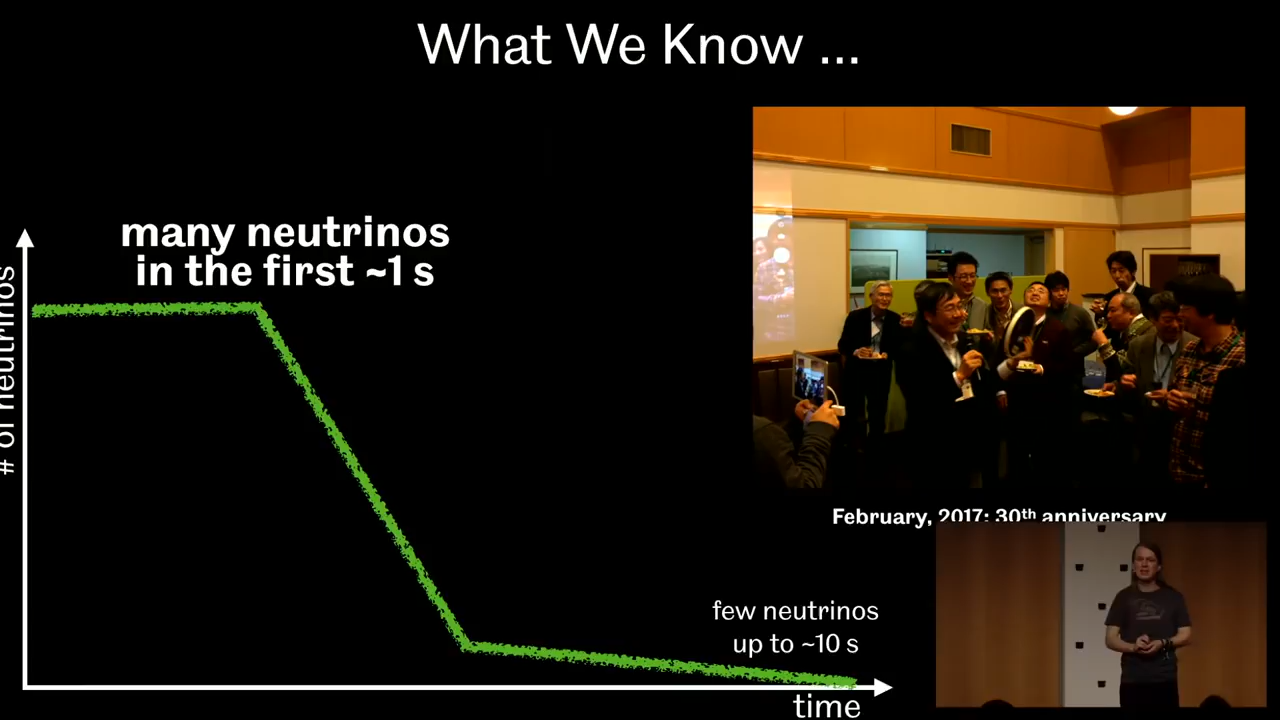 What We Know ...
many neutrinos
in the first ~1 s
# of neutrinos
February, 2017: 30th anniversary
few neutrinos
up to ~10 s
time